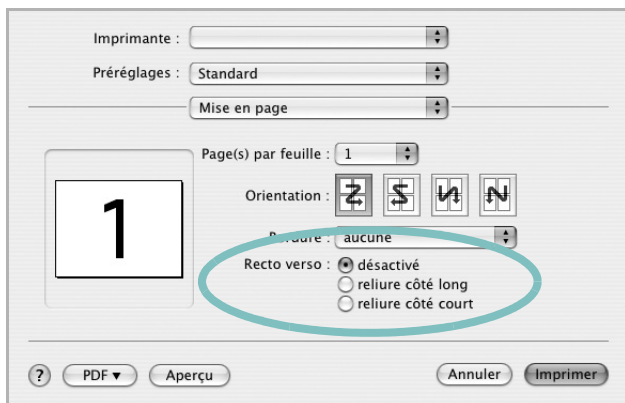 Imprimante :
Préréglages : Standard
Mise en page
Page(s) par feuille : 1
1
Orientation :
Bordure : aucune
Recto verso : désactivé
reliure côté long
reliure côté court
? PDF▼ Aperçu Annuler Imprimer